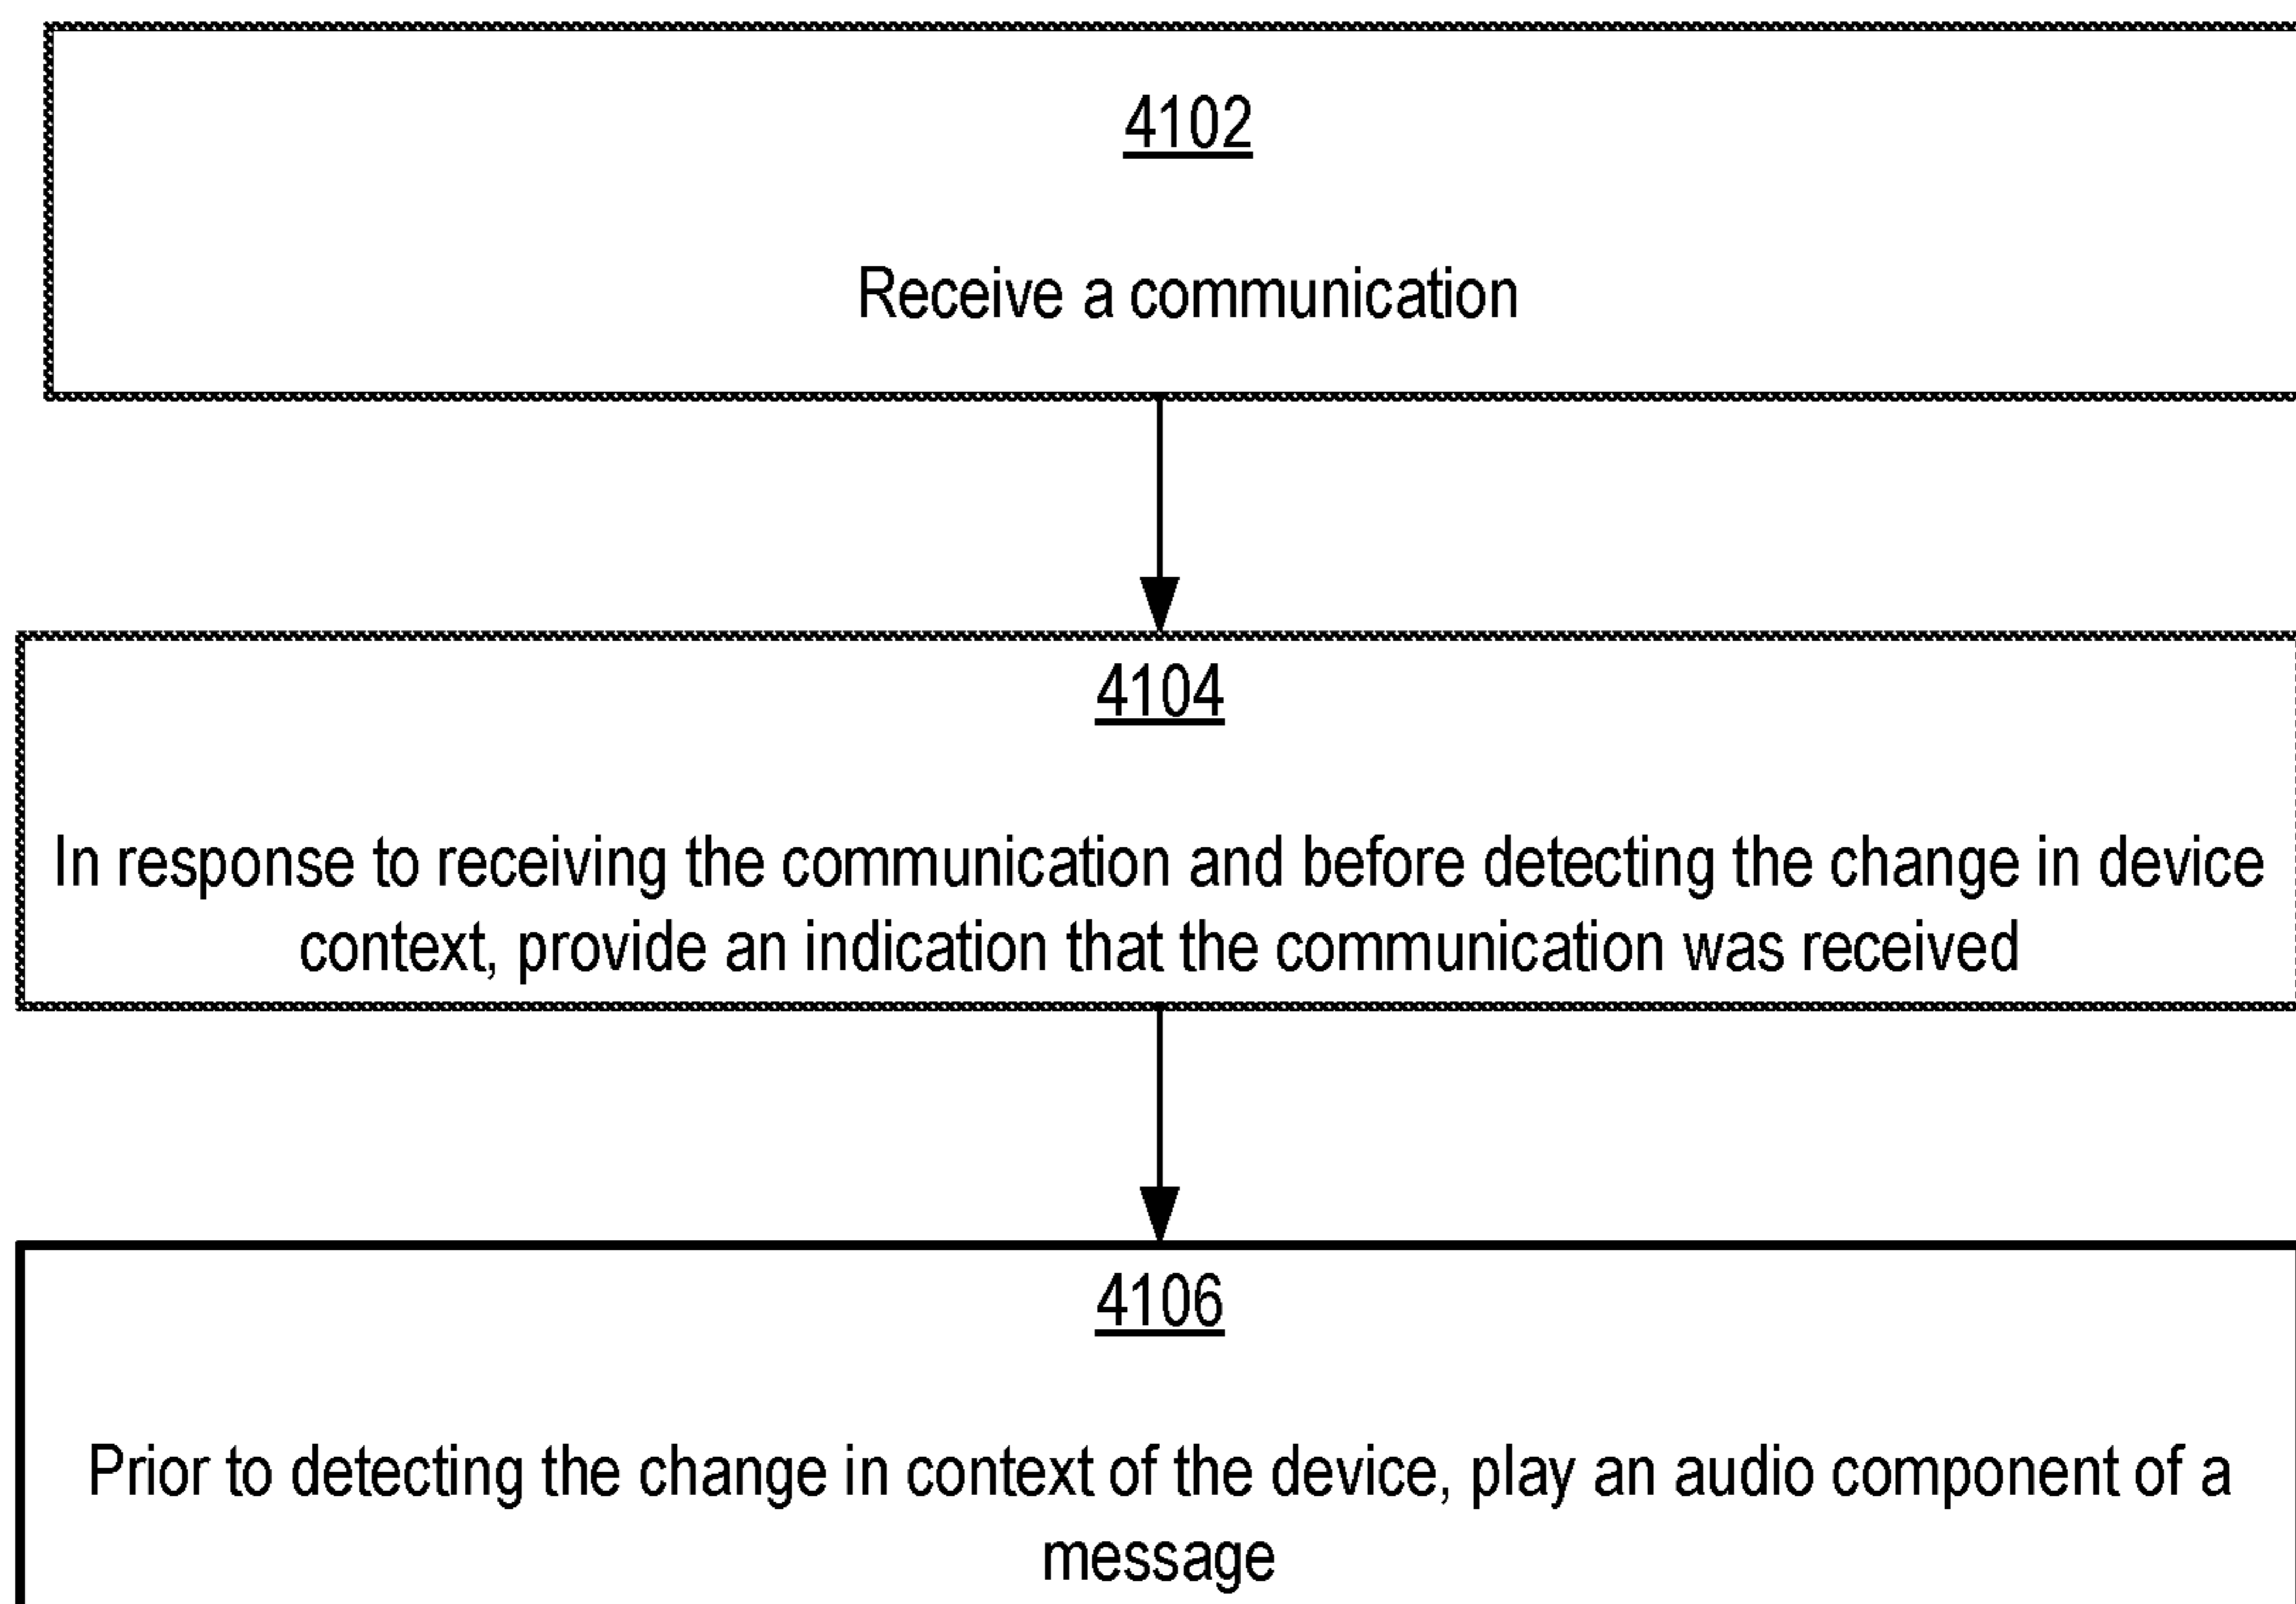 4102
Receive a communication
4104
In response to receiving the communication and before detecting the change in device
context, provide an indication that the communication was received
4106
Prior to detecting the change in context of the device, play an audio component of a
message